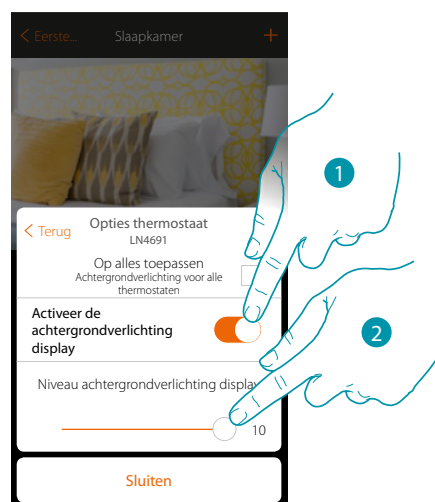 < Eerste... Slaapkamer +
< Terug Opties thermostaat
LN4691
Op alles toepassen
Achtergrondverlichting voor alle
thermostaten
Activeer de
achtergrondverlichting
display
1
Niveau achtergrondverlichting display
2
10
Sluiten